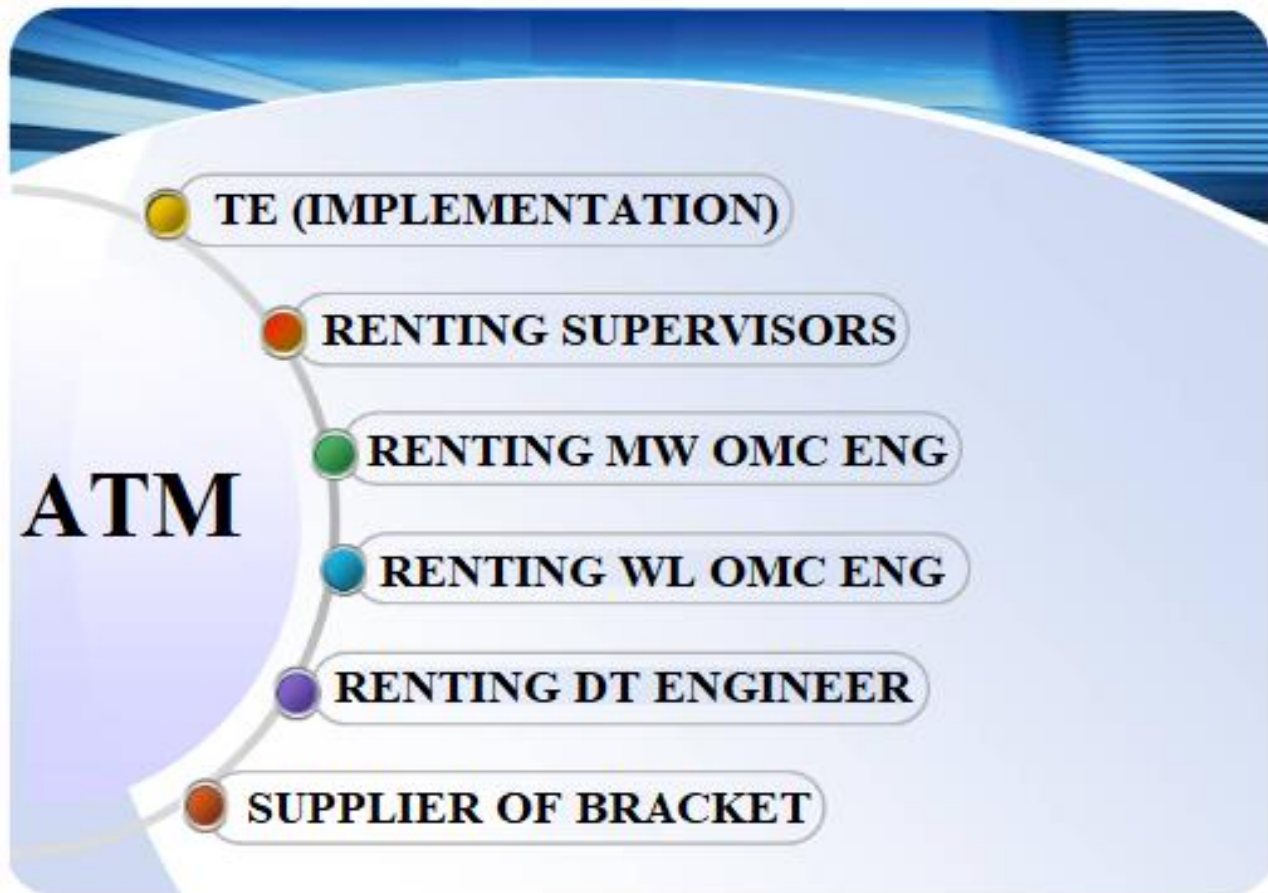 TE (IMPLEMENTATION)
RENTING SUPERVISORS
RENTING MW OMC ENG
ATM
RENTING WL OMC ENG
RENTING DT ENGINEER
SUPPLIER OF BRACKET